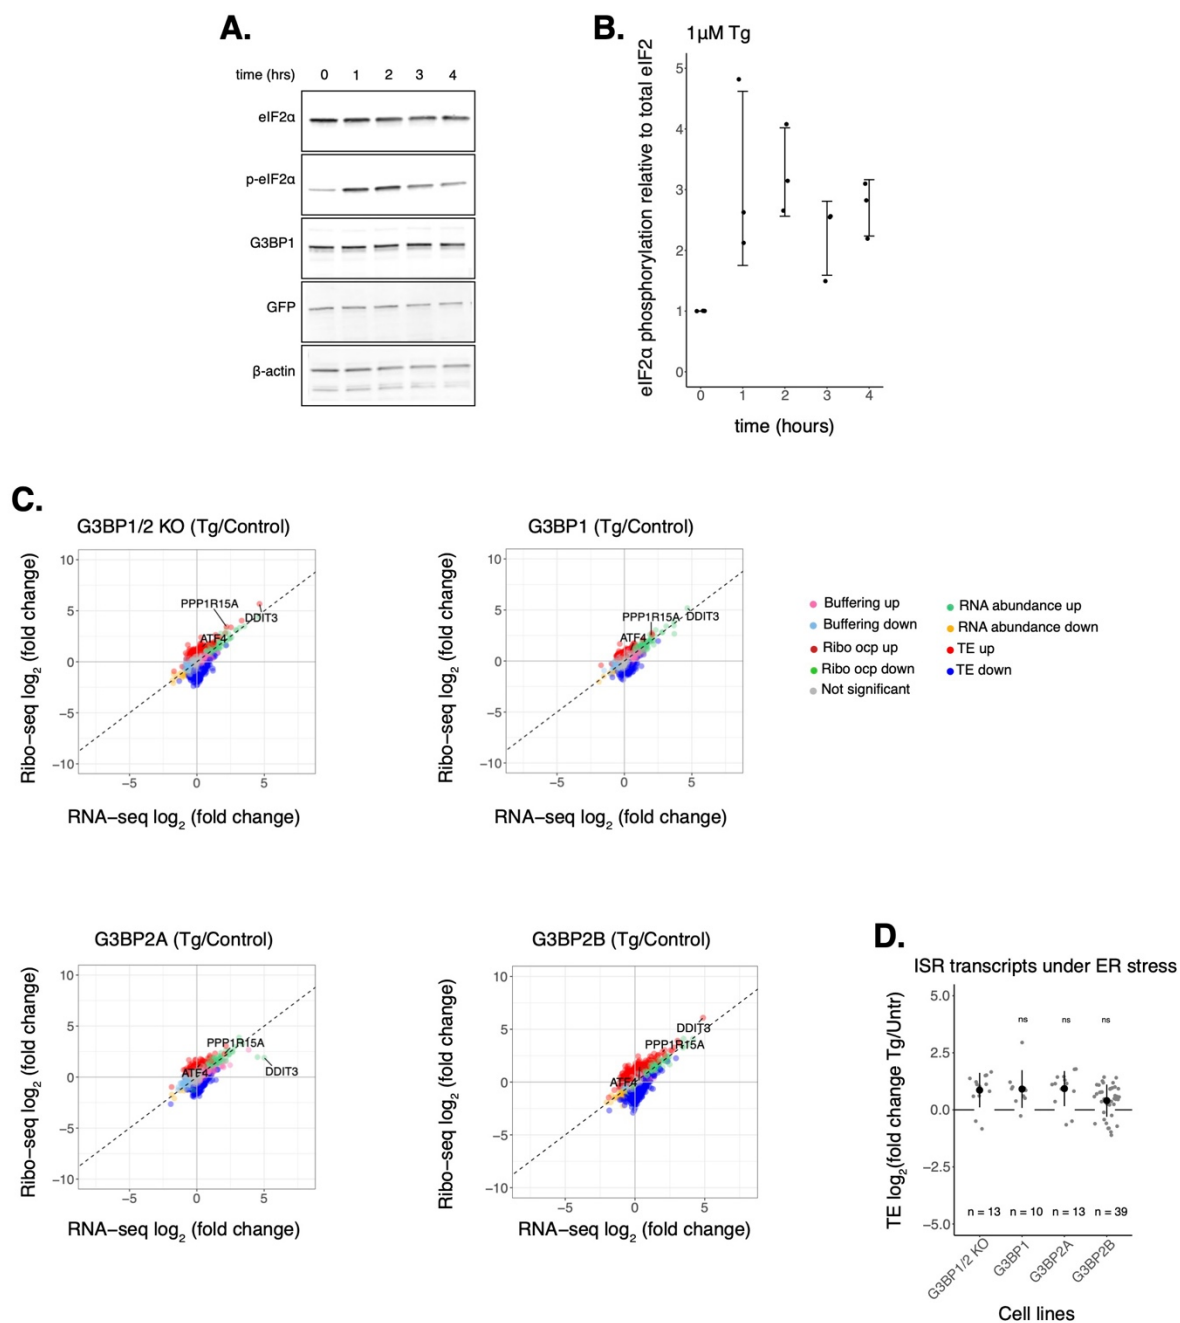 A.
time (hrs) 0 1 2 3 4
eIF2α
p-eIF2α
G3BP1
GFP
β-actin
B.
1μM Tg
eIF2α phosphorylation relative to total eIF2
5
4
3
2
1
0
0 1 2 3 4
time (hours)
C.
G3BP1/2 KO (Tg/Control)
Ribo−seq log2 (fold change)
10
5
0
−5
−10
PPP1R15A
DDIT3
ATF4
−5 0 5
RNA−seq log2 (fold change)
G3BP1 (Tg/Control)
Ribo−seq log2 (fold change)
10
5
0
−5
−10
PPP1R15A DDIT3
ATF4
−5 0 5
RNA−seq log2 (fold change)
Buffering up
Buffering down
Ribo ocp up
Ribo ocp down
Not significant
RNA abundance up
RNA abundance down
TE up
TE down
G3BP2A (Tg/Control)
Ribo−seq log2 (fold change)
10
5
0
−5
−10
PPP1R15A
DDIT3
ATF4
−5 0 5
RNA−seq log2 (fold change)
G3BP2B (Tg/Control)
Ribo−seq log2 (fold change)
10
5
0
−5
−10
DDIT3
PPP1R15A
ATF4
−5 0 5
RNA−seq log2 (fold change)
D.
ISR transcripts under ER stress
TE log2(fold change Tg/Untr)
5.0
2.5
0.0
−2.5
−5.0
ns ns ns
n = 13 n = 10 n = 13 n = 39
G3BP1/2 KO G3BP1 G3BP2A G3BP2B
Cell lines